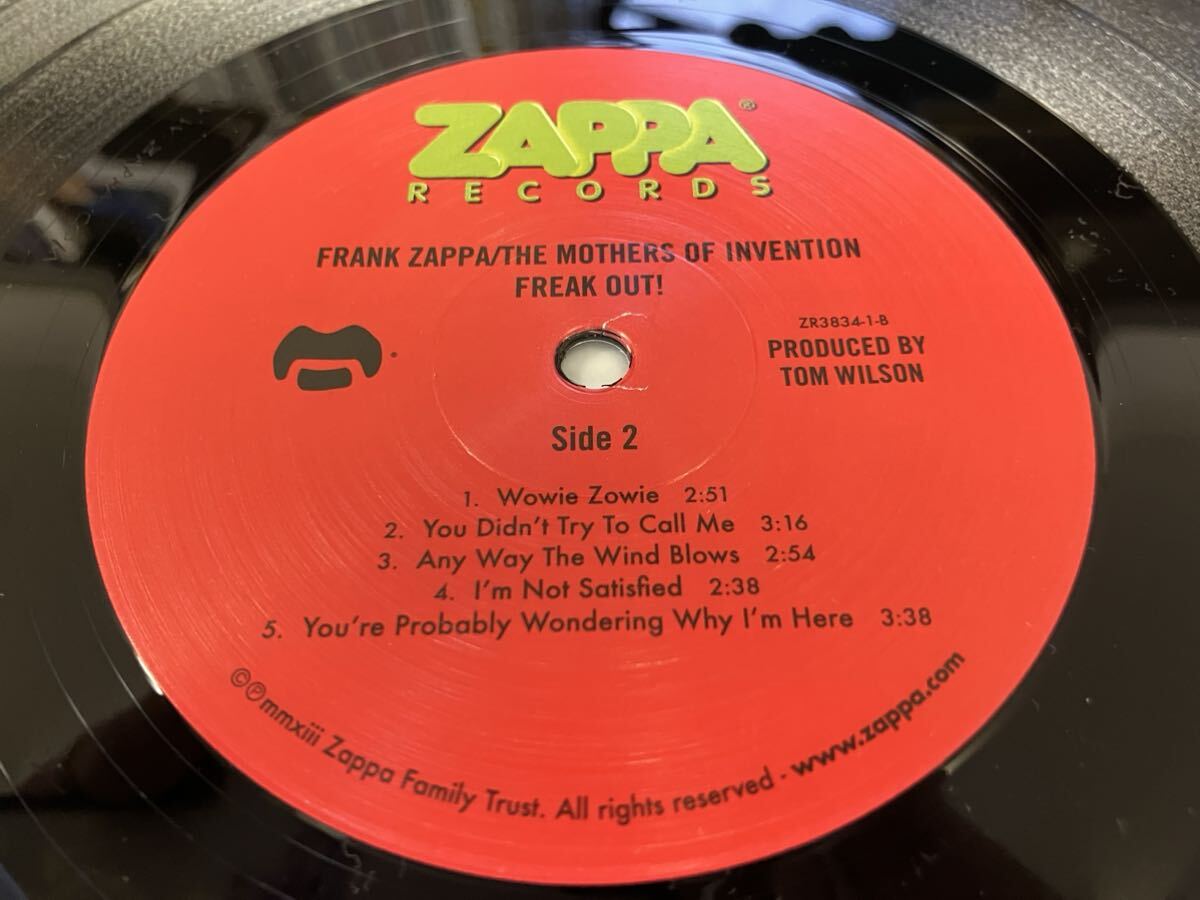 ZAPPA®
RECORDS
FRANK ZAPPA/THE MOTHERS OF INVENTION
FREAK OUT!
ZR3834-1-B
PRODUCED BY
TOM WILSON
Side 2
1. Wowie Zowie 2:51
2. You Didn't Try To Call Me 3:16
3. Any Way The Wind Blows 2:54
4. I'm Not Satisfied 2:38
5. You're Probably Wondering Why I'm Here 3:38
©℗mmxiii Zappa Family Trust. All rights reserved · www.zappa.com